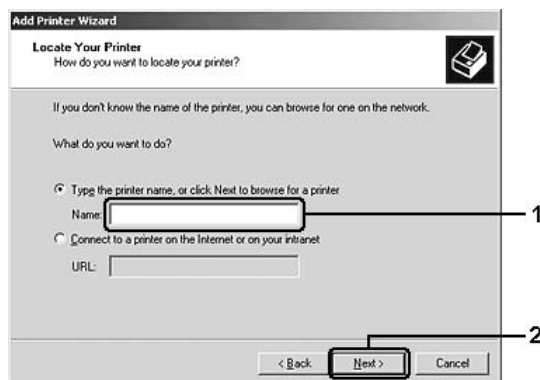 Add Printer Wizard
Locate Your Printer
How do you want to locate your printer?
If you don't know the name of the printer, you can browse for one on the network.
What do you want to do?
Type the printer name, or click Next to browse for a printer
Name:
1
Connect to a printer on the Internet or on your intranet
URL:
2
< Back
Next >
Cancel